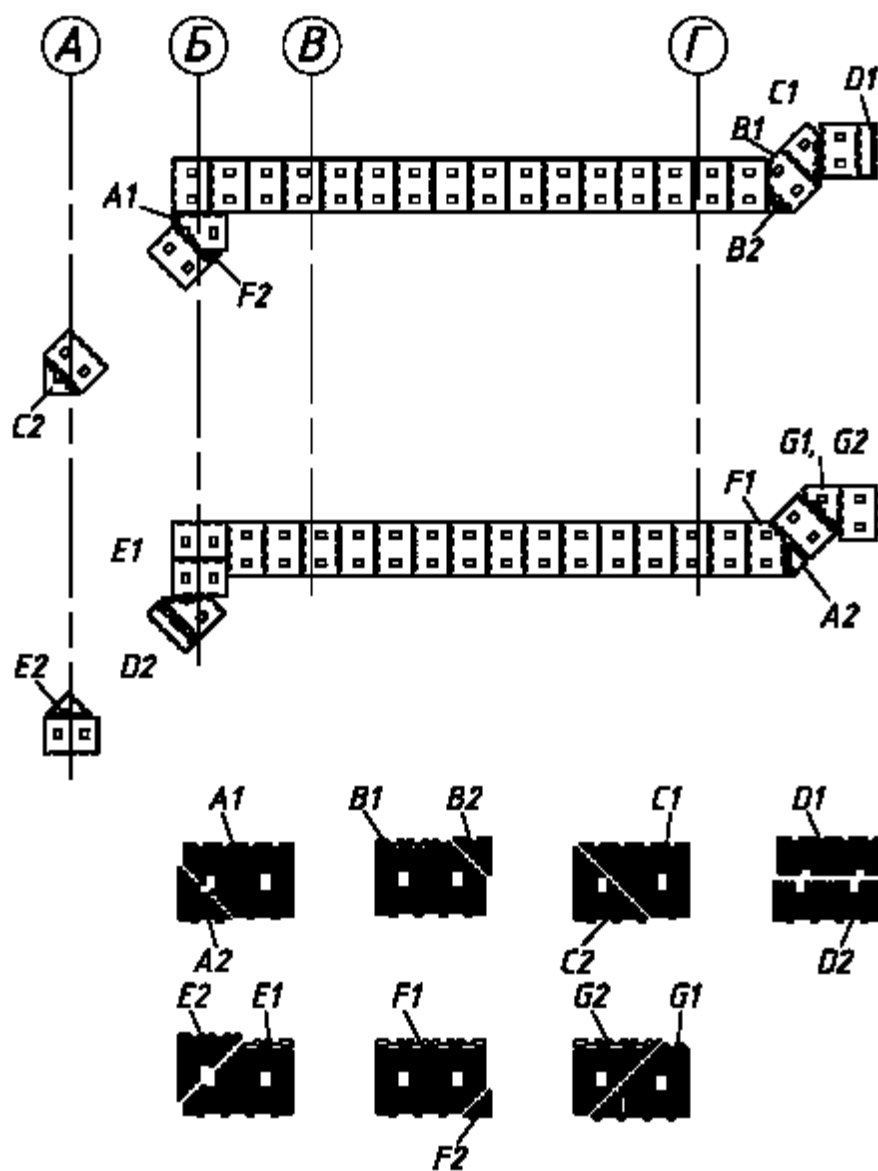 А Б В Г
D1
C1
B1
A1
B2
F2
C2
G1, G2
F1
E1
A2
E2 D2
A1 B1 B2 C1 D1
A2 C2 D2
E2 E1 F1 G2 G1
F2